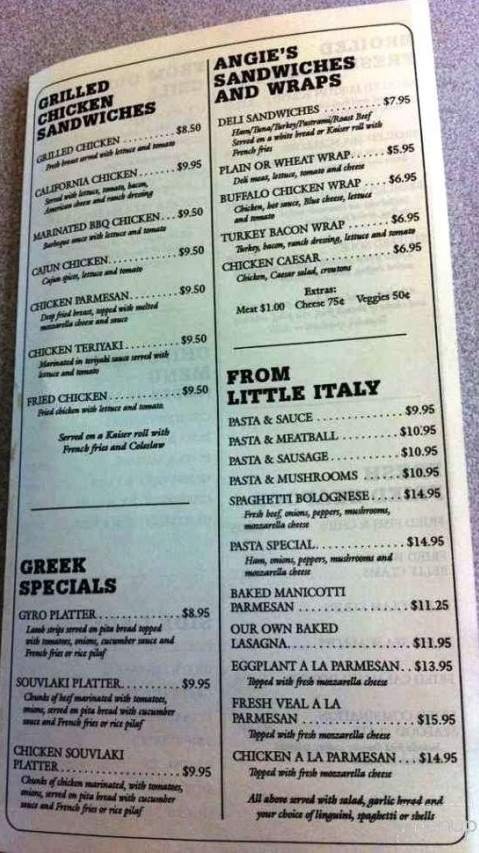 GRILLED
CHICKEN
SANDWICHES
GRILLED CHICKEN . . . . . . . . . $8.50
Fresh breast served with lettuce and tomato
CALIFORNIA CHICKEN . . . . . $9.95
Served with lettuce, tomato, bacon,
American cheese and ranch dressing
MARINATED BBQ CHICKEN . . . $9.50
Barbeque sauce with lettuce and tomato
CAJUN CHICKEN . . . . . . . . . . . $9.50
Cajun spices, lettuce and tomato
CHICKEN PARMESAN . . . . . . . . $9.50
Deep fried breast, topped with melted
mozzarella cheese and sauce
CHICKEN TERIYAKI . . . . . . . . . $9.50
Marinated in teriyaki sauce served with
lettuce and tomato
FRIED CHICKEN . . . . . . . . . . . . $9.50
Fried chicken with lettuce and tomato.
Served on a Kaiser roll with
French fries and Coleslaw
GREEK
SPECIALS
GYRO PLATTER . . . . . . . . . . . . $8.95
Lamb strips served on pita bread topped
with tomatoes, onions, cucumber sauce and
French fries or rice pilaf
SOUVLAKI PLATTER . . . . . . . . . $9.95
Chunks of beef marinated with tomatoes,
onions, served on pita bread with cucumber
sauce and French fries or rice pilaf
CHICKEN SOUVLAKI
PLATTER . . . . . . . . . . . . . . . . . . $9.95
Chunks of chicken marinated, with tomatoes,
onions, served on pita bread with cucumber
sauce and French fries or rice pilaf
ANGIE'S
SANDWICHES
AND WRAPS
DELI SANDWICHES . . . . . . . . . $7.95
Ham/Tuna/Turkey/Pastrami/Roast Beef
Served on a white bread or Kaiser roll with
French fries
PLAIN OR WHEAT WRAP . . . . . $5.95
Deli meat, lettuce, tomato and cheese
BUFFALO CHICKEN WRAP . . . . $6.95
Chicken, hot sauce, Blue cheese, lettuce
and tomato
TURKEY BACON WRAP . . . . . . . $6.95
Turkey, bacon, ranch dressing, lettuce and tomato
CHICKEN CAESAR . . . . . . . . . . . $6.95
Chicken, Caesar salad, croutons
Extras:
Meat $1.00 Cheese 75¢ Veggies 50¢
FROM
LITTLE ITALY
PASTA & SAUCE . . . . . . . . . . . . $9.95
PASTA & MEATBALL . . . . . . . . . $10.95
PASTA & SAUSAGE . . . . . . . . . . $10.95
PASTA & MUSHROOMS . . . . . . $10.95
SPAGHETTI BOLOGNESE . . . . $14.95
Fresh beef, onions, peppers, mushrooms,
mozzarella cheese
PASTA SPECIAL . . . . . . . . . . . . $14.95
Ham, onions, peppers, mushrooms and
mozzarella cheese
BAKED MANICOTTI
PARMESAN . . . . . . . . . . . . . . . $11.25
OUR OWN BAKED
LASAGNA . . . . . . . . . . . . . . . . . $11.95
EGGPLANT A LA PARMESAN . . $13.95
Topped with fresh mozzarella cheese
FRESH VEAL A LA
PARMESAN . . . . . . . . . . . . . . . $15.95
Topped with fresh mozzarella cheese
CHICKEN A LA PARMESAN . . . $14.95
Topped with fresh mozzarella cheese
All above served with salad, garlic bread and
your choice of linguini, spaghetti or shells